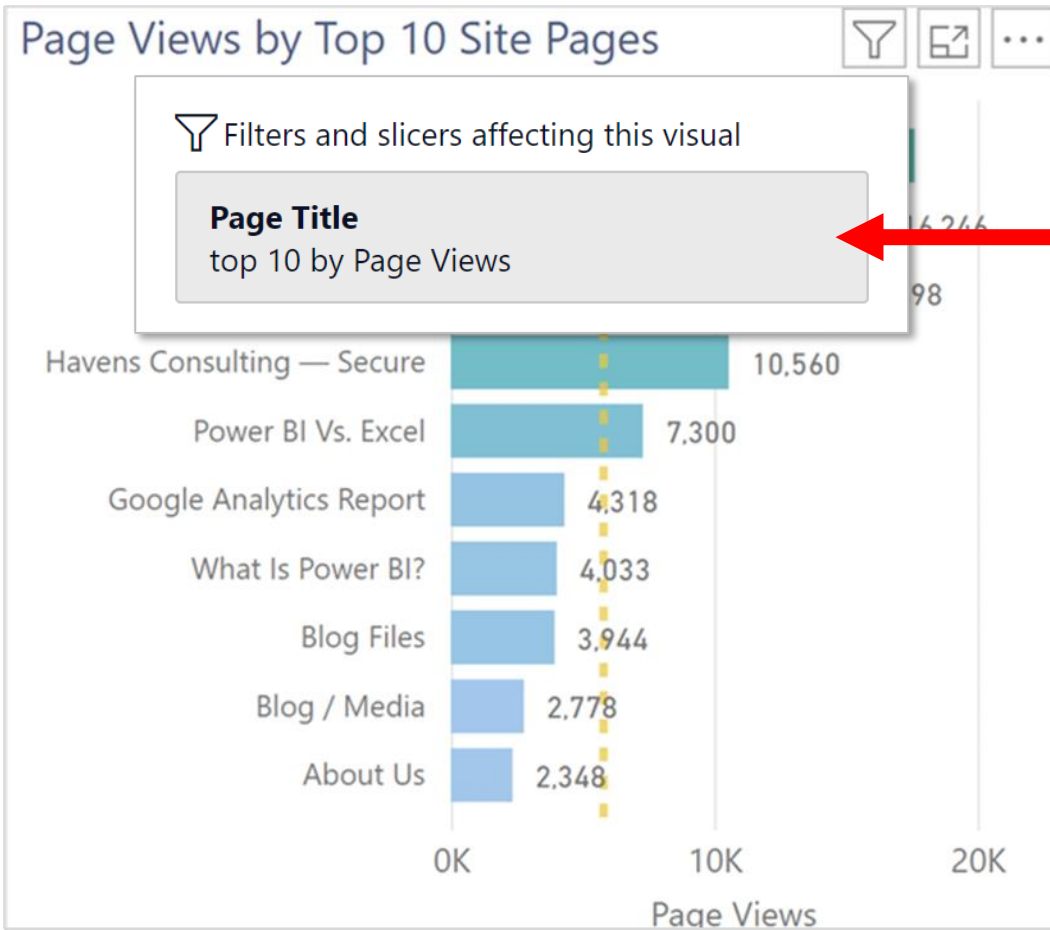 Page Views by Top 10 Site Pages
Filters and slicers affecting this visual
Page Title
top 10 by Page Views
16,246
98
Havens Consulting — Secure
10,560
Power BI Vs. Excel
7,300
Google Analytics Report
4,318
What Is Power BI?
4,033
Blog Files
3,944
Blog / Media
2,778
About Us
2,348
0K 10K 20K
Page Views